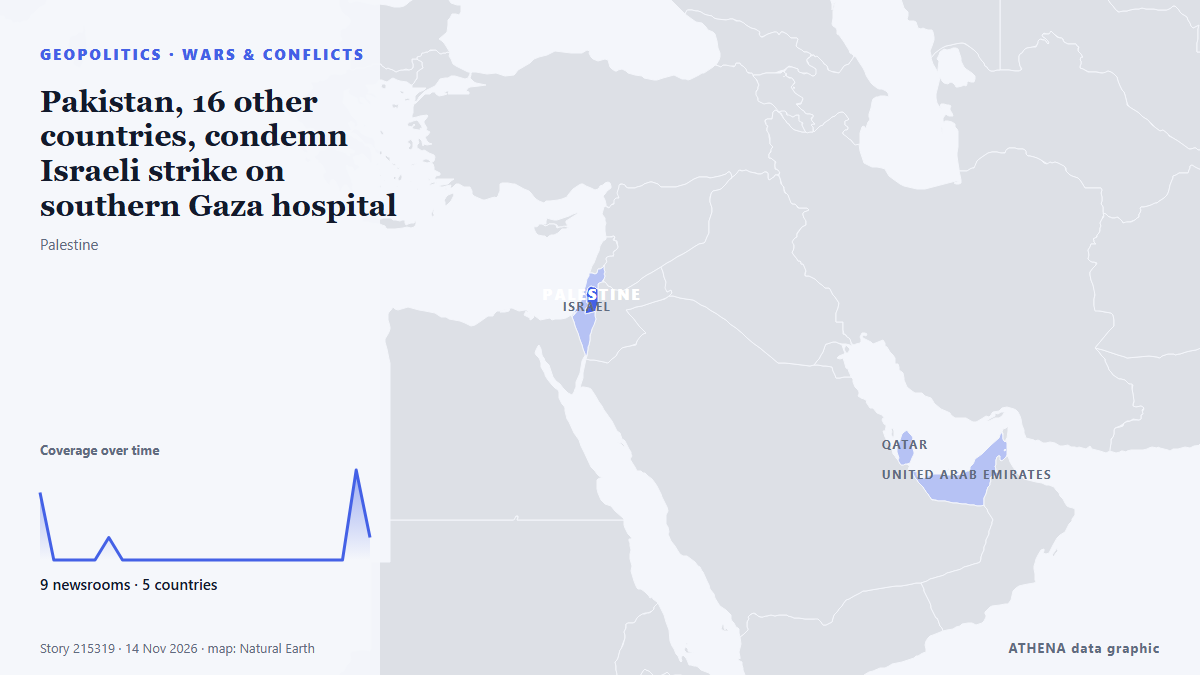 GEOPOLITICS · WARS & CONFLICTS
Pakistan, 16 other
countries, condemn
Israeli strike on
southern Gaza hospital
Palestine
PALESTINE
ISRAEL
QATAR
UNITED ARAB EMIRATES
Coverage over time
9 newsrooms · 5 countries
Story 215319 · 14 Nov 2026 · map: Natural Earth
ATHENA data graphic